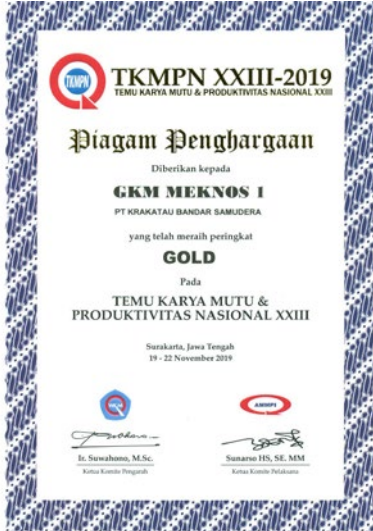 TKMPN
TKMPN XXIII-2019
TEMU KARYA MUTU & PRODUKTIVITAS NASIONAL XXIII
Piagam Penghargaan
Diberikan kepada
GKM MEKNOS 1
PT KRAKATAU BANDAR SAMUDERA
yang telah meraih peringkat
GOLD
Pada
TEMU KARYA MUTU &
PRODUKTIVITAS NASIONAL XXIII
Surakarta, Jawa Tengah
19 - 22 November 2019
AMMPI
Ir. Suwahono, M.Sc.
Ketua Komite Pengarah
Sunarso HS, SE. MM
Ketua Komite Pelaksana